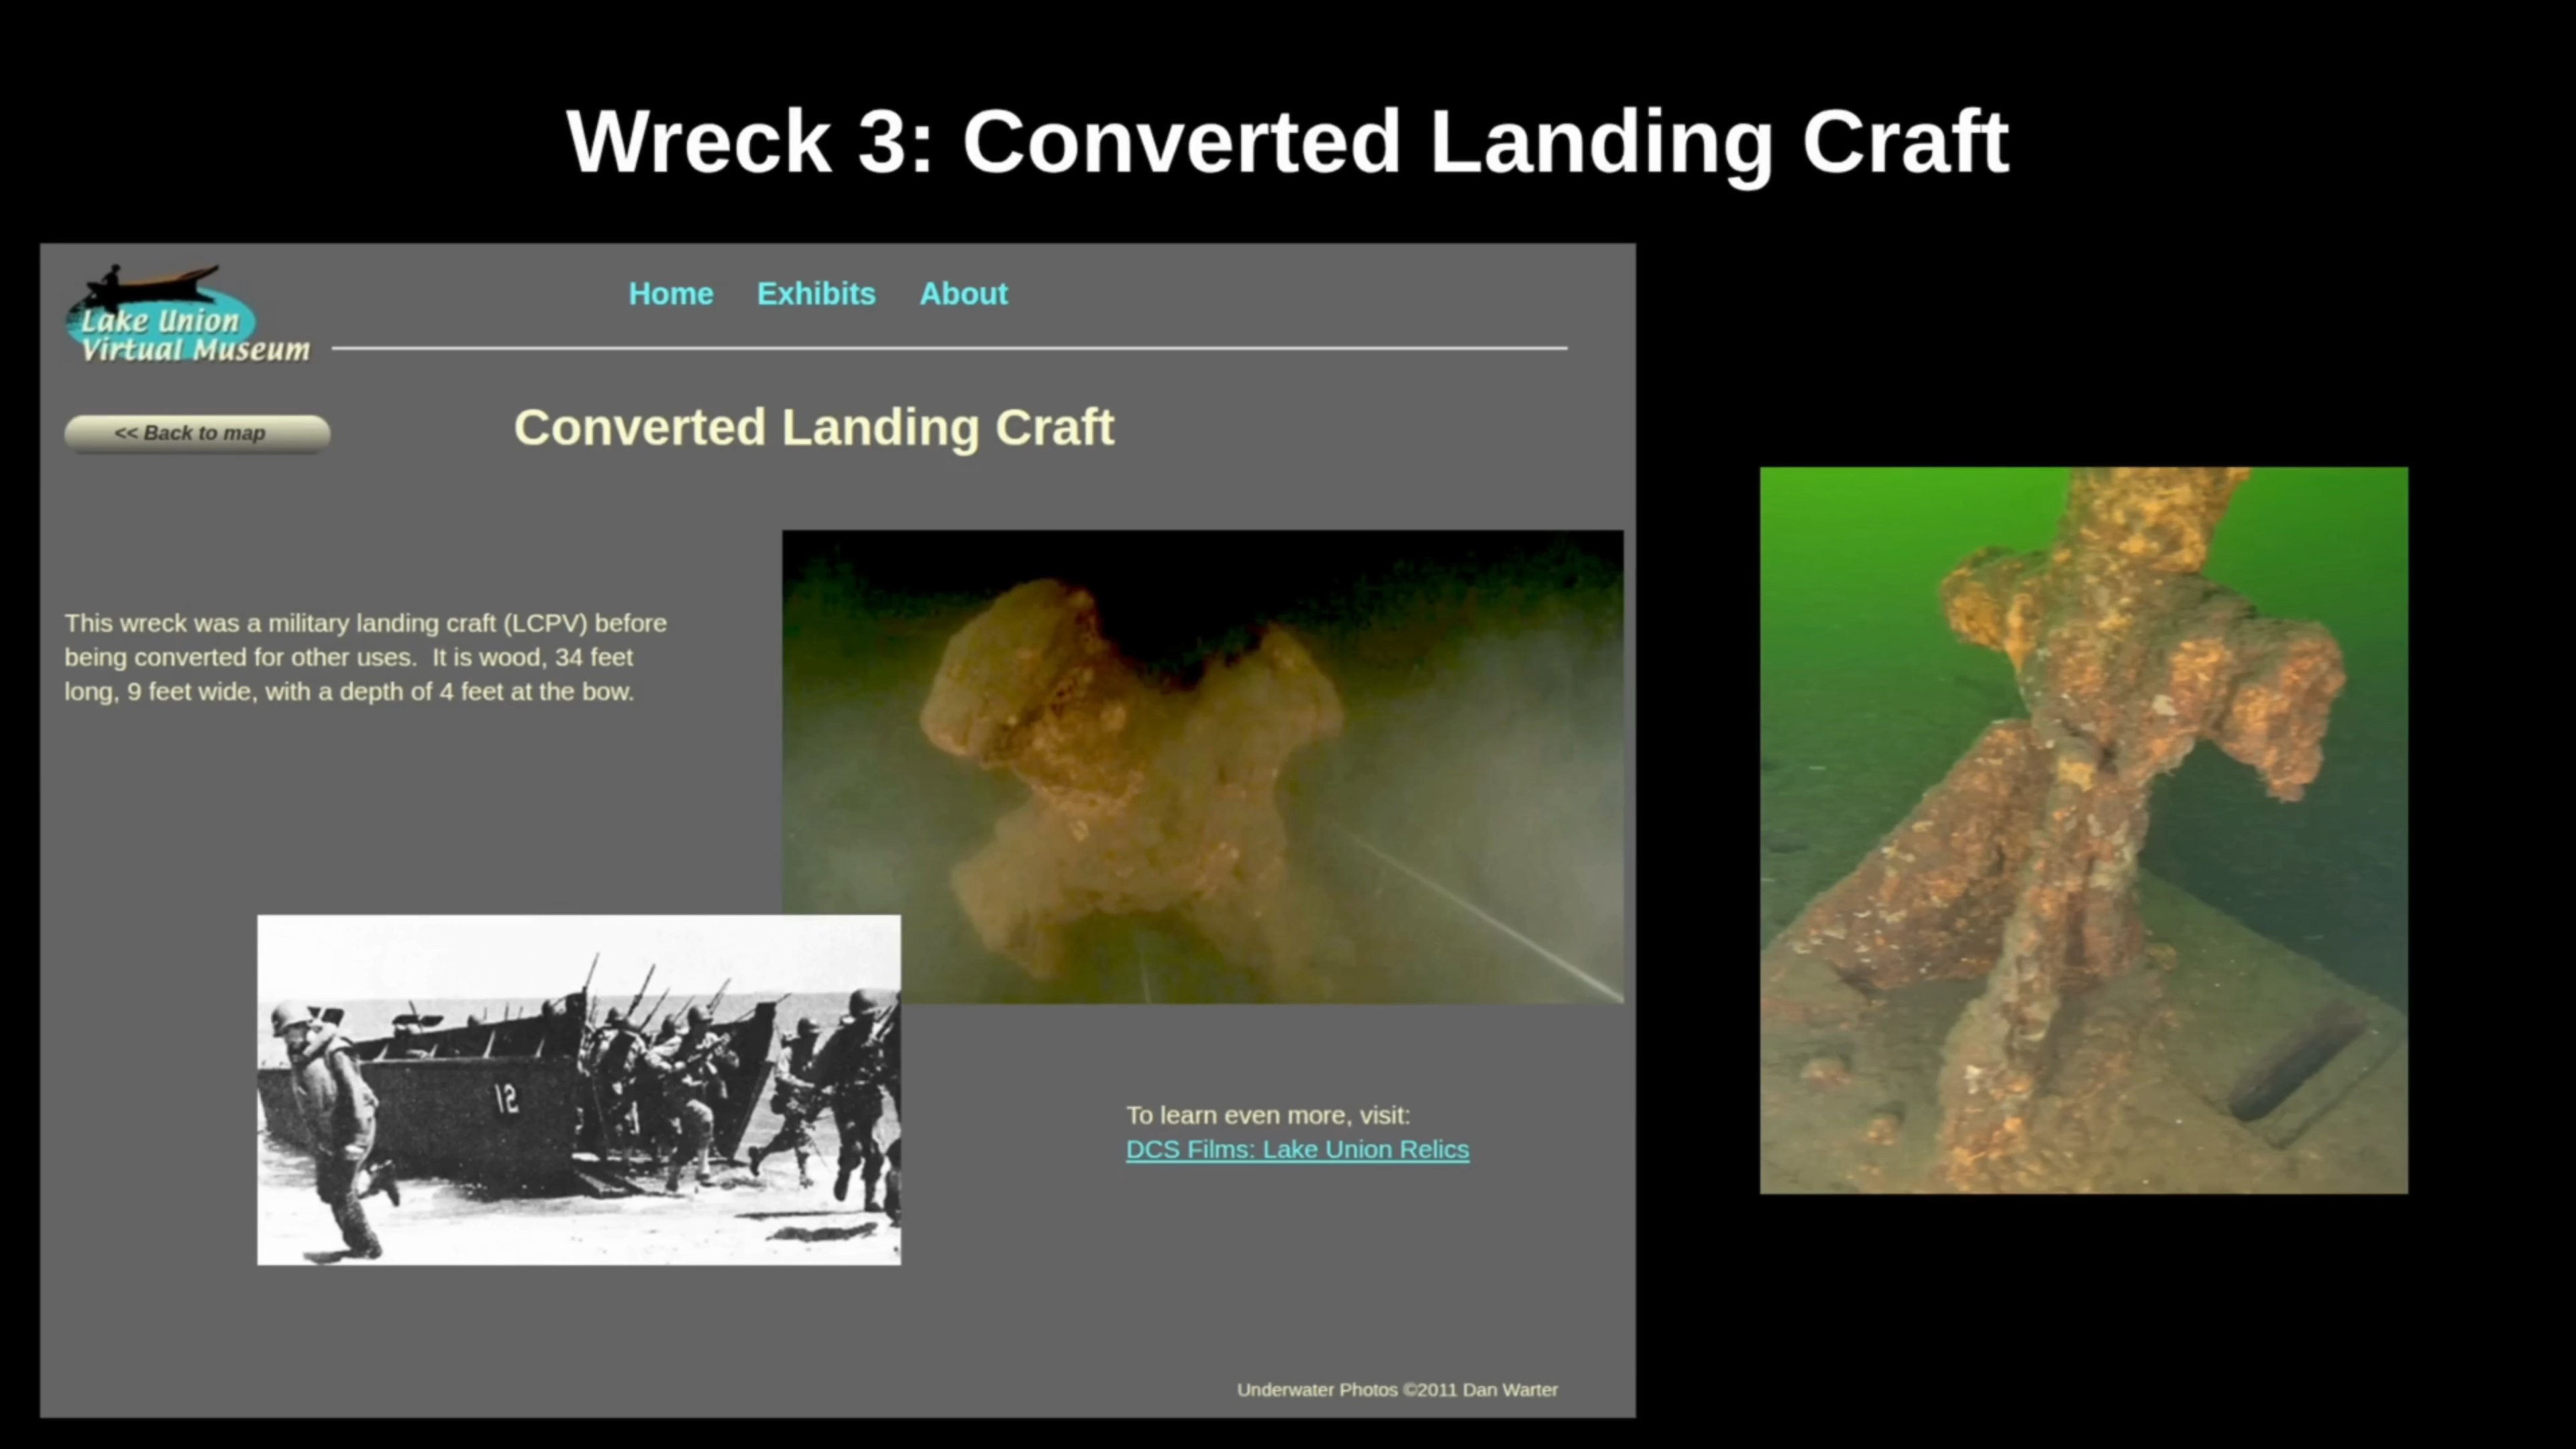 Wreck 3: Converted Landing Craft
Lake Union
Virtual Museum
Home Exhibits About
<< Back to map
Converted Landing Craft
This wreck was a military landing craft (LCPV) before
being converted for other uses.  It is wood, 34 feet
long, 9 feet wide, with a depth of 4 feet at the bow.
12
To learn even more, visit:
DCS Films: Lake Union Relics
Underwater Photos ©2011 Dan Warter